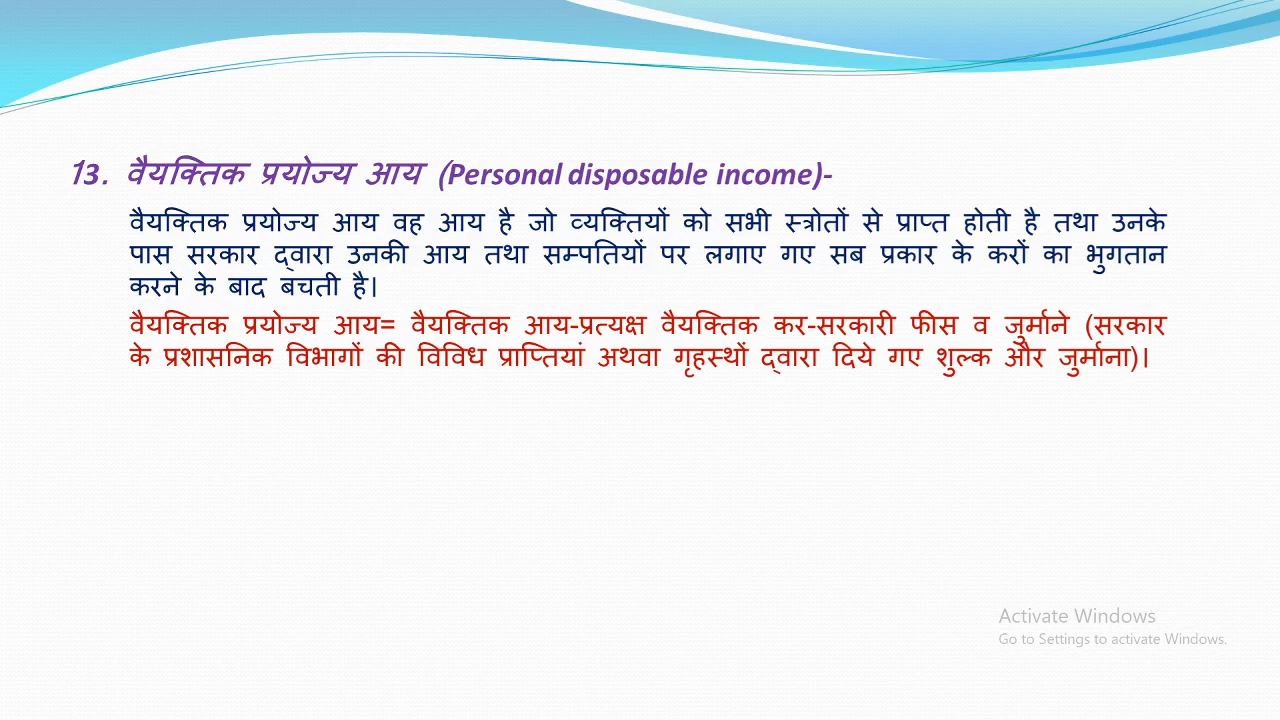 13. वैयक्तिक प्रयोज्य आय (Personal disposable income)-
वैयक्तिक प्रयोज्य आय वह आय है जो व्यक्तियों को सभी स्त्रोतों से प्राप्त होती है तथा उनके
पास सरकार द्वारा उनकी आय तथा सम्पतियों पर लगाए गए सब प्रकार के करों का भुगतान
करने के बाद बचती है।
वैयक्तिक प्रयोज्य आय= वैयक्तिक आय-प्रत्यक्ष वैयक्तिक कर-सरकारी फीस व जुर्माने (सरकार
के प्रशासनिक विभागों की विविध प्राप्तियां अथवा गृहस्थों द्वारा दिये गए शुल्क और जुर्माना)।
Activate Windows
Go to Settings to activate Windows.